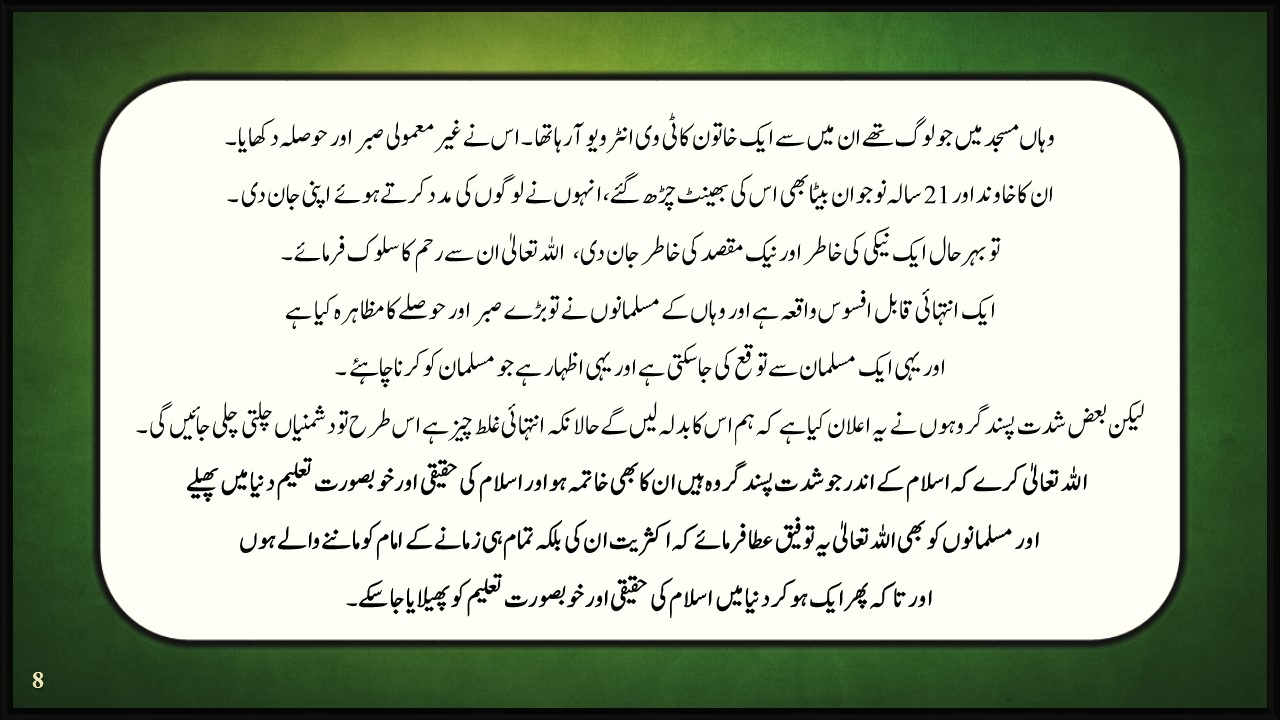 وہاں مسجد میں جو لوگ تھے ان میں سے ایک خاتون کا ٹی وی انٹرویو آ رہا تھا۔ اس نے غیر معمولی صبر اور حوصلہ دکھایا۔
ان کا خاوند اور 21 سالہ نوجوان بیٹا بھی اس کی بھینٹ چڑھ گئے، انہوں نے لوگوں کی مدد کرتے ہوئے اپنی جان دی ۔
تو بہرحال ایک نیکی کی خاطر اور نیک مقصد کی خاطر جان دی، اللہ تعالیٰ ان سے رحم کا سلوک فرمائے۔
ایک انتہائی قابل افسوس واقعہ ہے اور وہاں کے مسلمانوں نے تو بڑے صبر اور حوصلے کا مظاہرہ کیا ہے
اور یہی ایک مسلمان سے توقع کی جاسکتی ہے اور یہی اظہار ہے جو مسلمان کو کرنا چاہئے ۔
لیکن بعض شدت پسند گروہوں نے یہ اعلان کیا ہے کہ ہم اس کا بدلہ لیں گے حالانکہ انتہائی غلط چیز ہے اس طرح تو دشمنیاں چلتی چلی جائیں گی۔
اللہ تعالیٰ کرے کہ اسلام کے اندر جو شدت پسند گروہ ہیں ان کا بھی خاتمہ ہو اور اسلام کی حقیقی اور خوبصورت تعلیم دنیا میں پھیلے
اور مسلمانوں کو بھی اللہ تعالیٰ یہ توفیق عطا فرمائے کہ اکثریت ان کی بلکہ تمام ہی زمانے کے امام کو ماننے والے ہوں
اور تا کہ پھر ایک ہو کر دنیا میں اسلام کی حقیقی اور خوبصورت تعلیم کو پھیلایا جاسکے۔
8